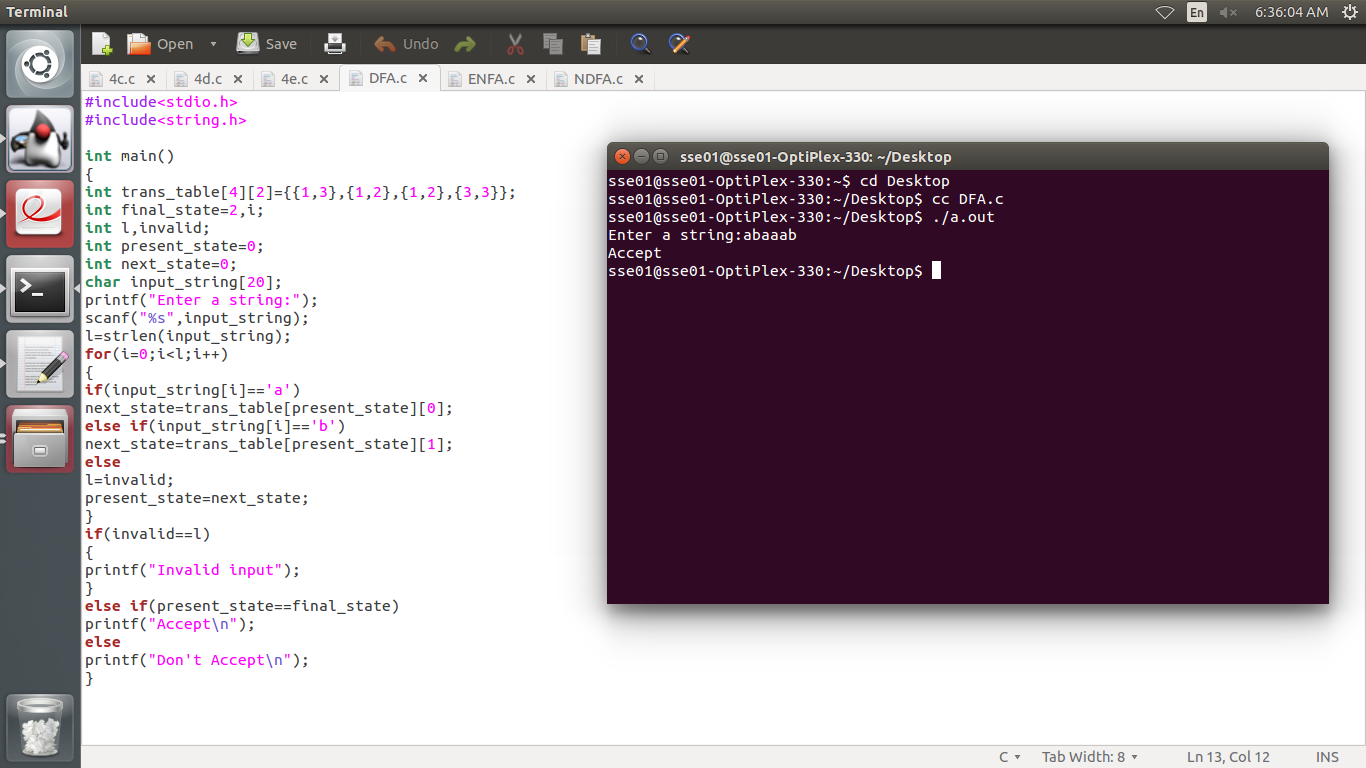 Terminal
En
6:36:04 AM
Open
Save
Undo
4c.c
4d.c
4e.c
DFA.c
ENFA.c
NDFA.c
#include<stdio.h>
#include<string.h>
int main()
{
int trans_table[4][2]={{1,3},{1,2},{1,2},{3,3}};
int final_state=2,i;
int l,invalid;
int present_state=0;
int next_state=0;
char input_string[20];
printf("Enter a string:");
scanf("%s",input_string);
l=strlen(input_string);
for(i=0;i<l;i++)
{
if(input_string[i]=='a')
next_state=trans_table[present_state][0];
else if(input_string[i]=='b')
next_state=trans_table[present_state][1];
else
l=invalid;
present_state=next_state;
}
if(invalid==l)
{
printf("Invalid input");
}
else if(present_state==final_state)
printf("Accept\n");
else
printf("Don't Accept\n");
}
sse01@sse01-OptiPlex-330: ~/Desktop
sse01@sse01-OptiPlex-330:~$ cd Desktop
sse01@sse01-OptiPlex-330:~/Desktop$ cc DFA.c
sse01@sse01-OptiPlex-330:~/Desktop$ ./a.out
Enter a string:abaaab
Accept
sse01@sse01-OptiPlex-330:~/Desktop$
C
Tab Width: 8
Ln 13, Col 12
INS